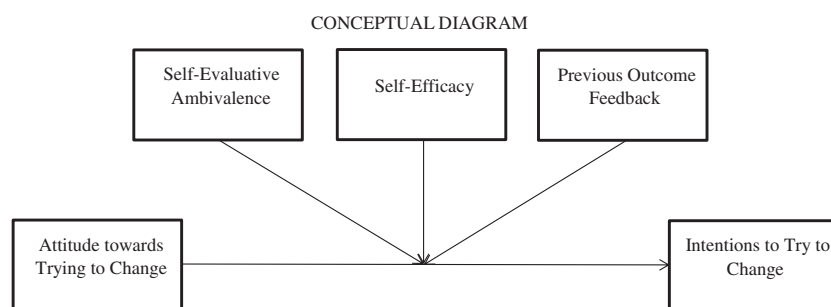 CONCEPTUAL DIAGRAM
Self-Evaluative
Ambivalence
Self-Efficacy
Previous Outcome
Feedback
Attitude towards
Trying to Change
Intentions to Try to
Change